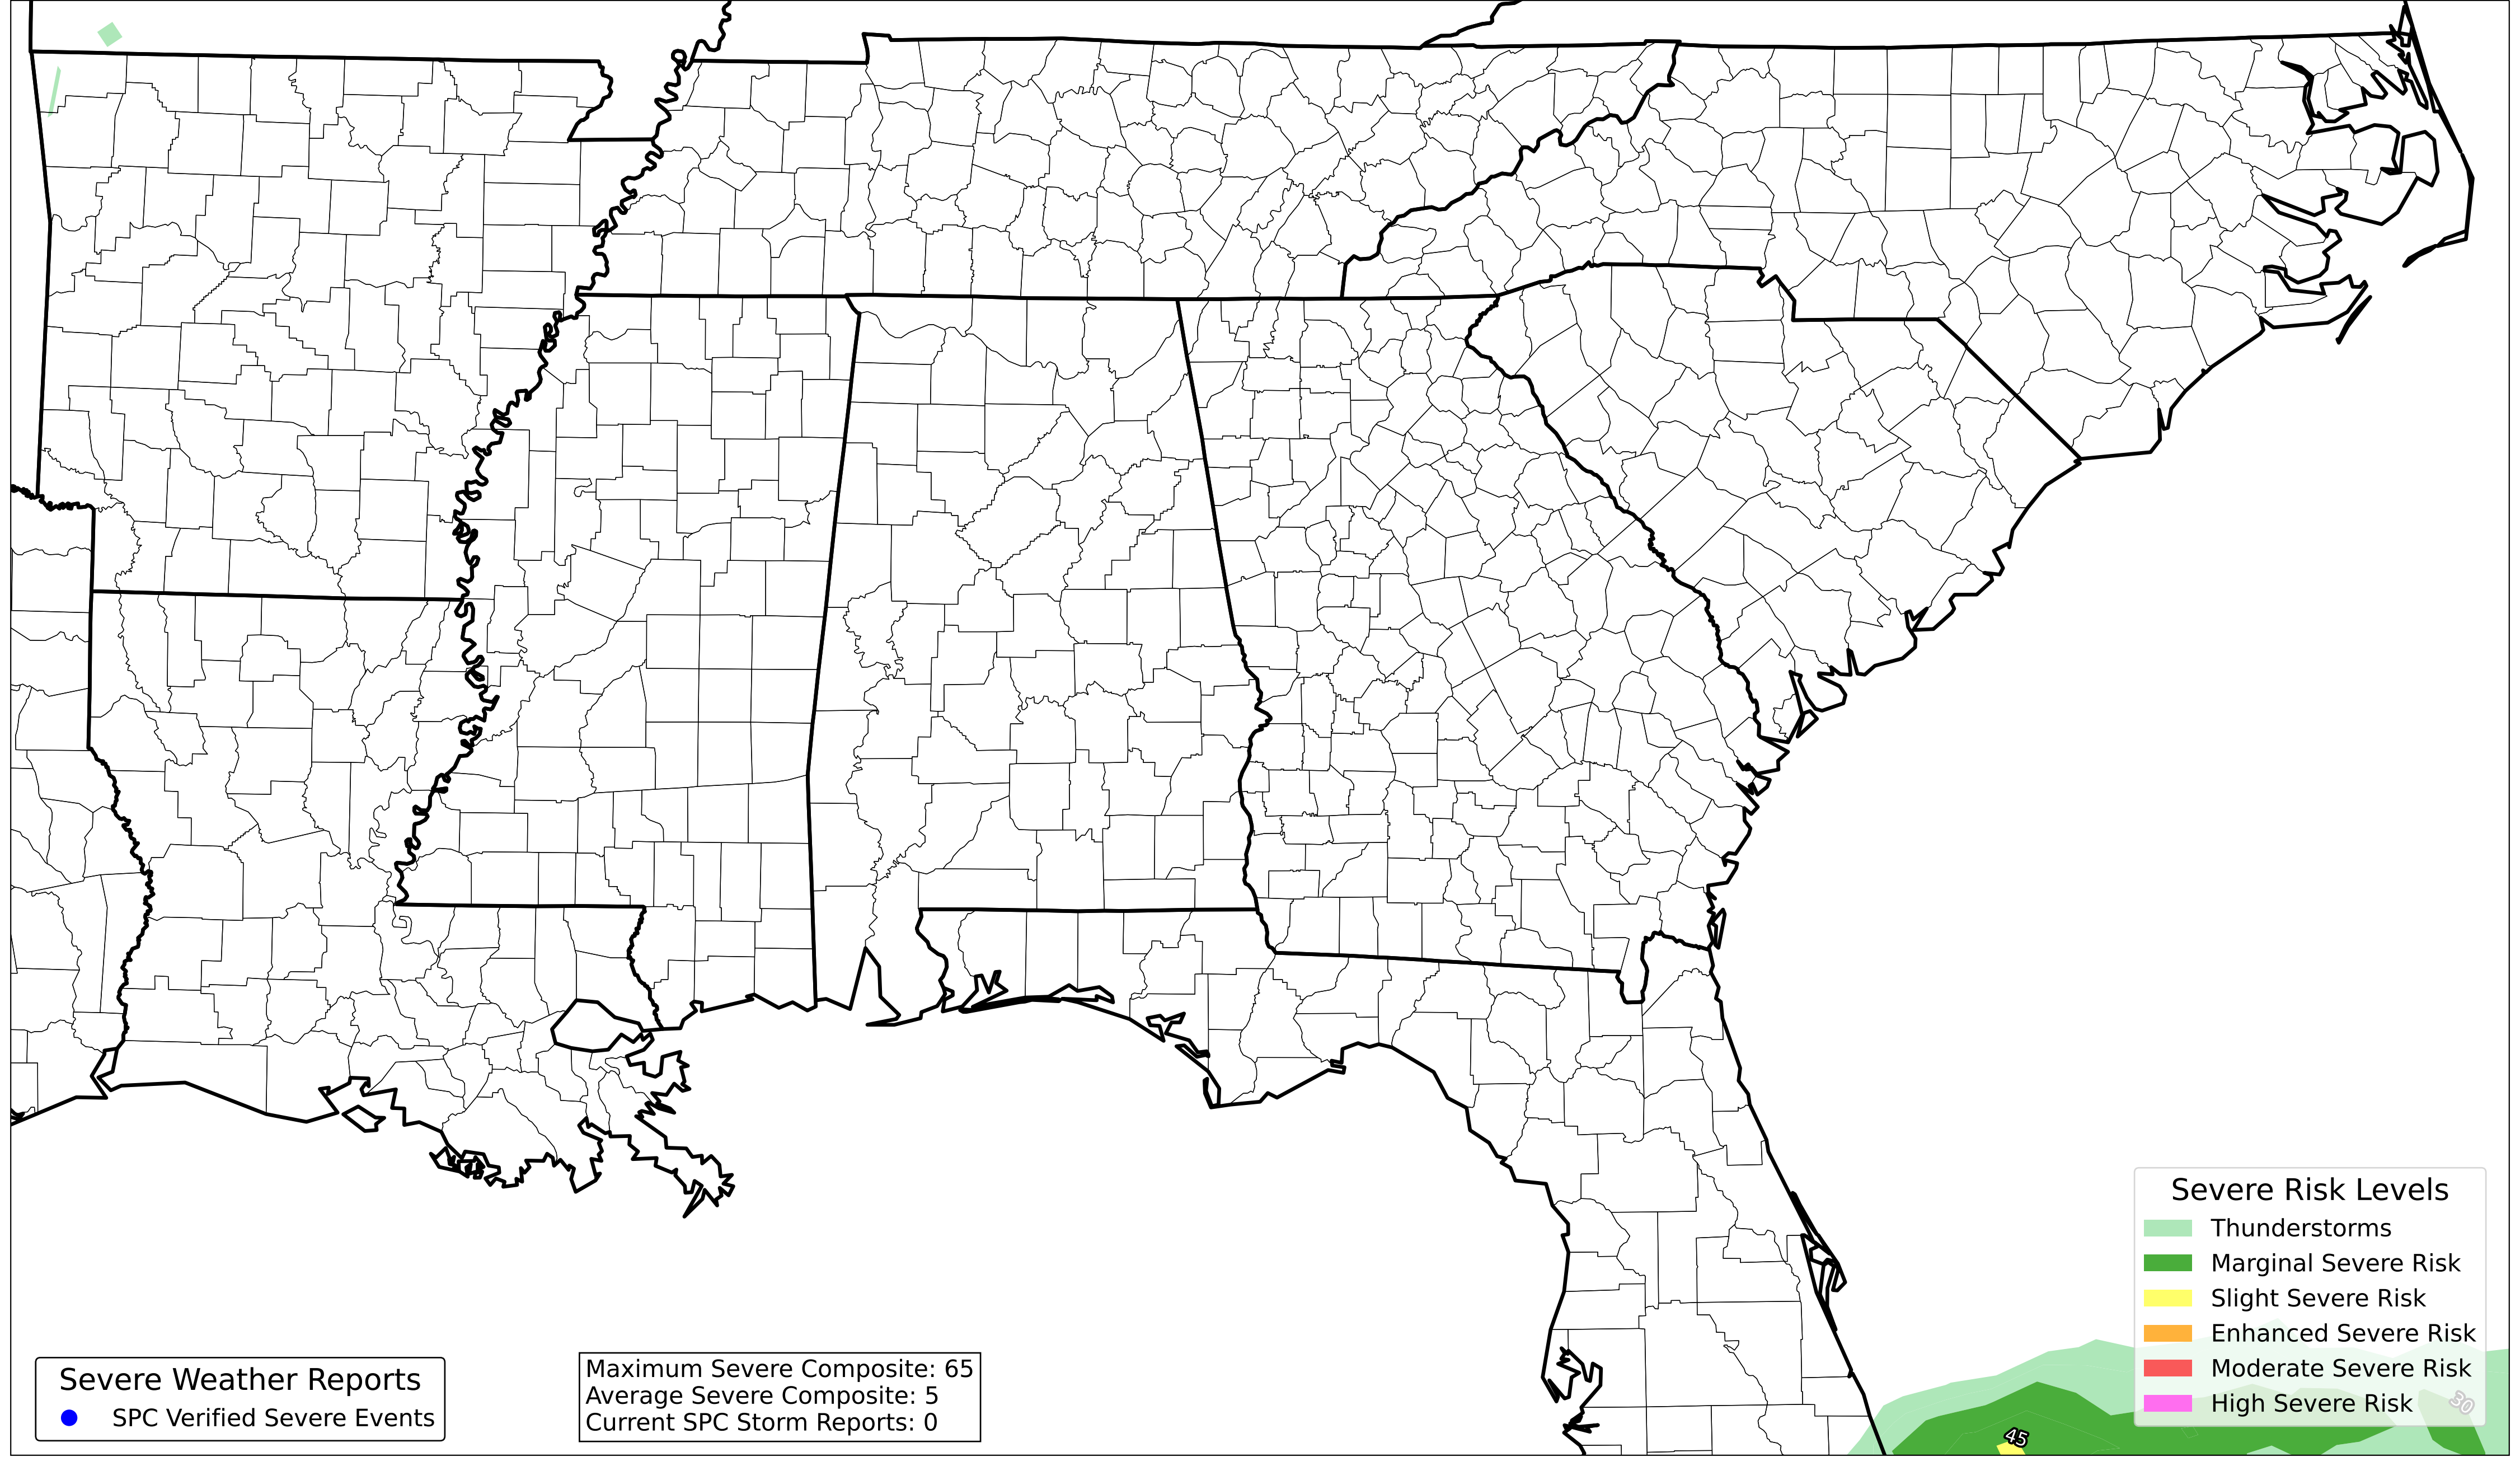 Severe Risk Levels
Thunderstorms
Marginal Severe Risk
Slight Severe Risk
Enhanced Severe Risk
Moderate Severe Risk
High Severe Risk
30
45
Severe Weather Reports
SPC Verified Severe Events
Maximum Severe Composite: 65
Average Severe Composite: 5
Current SPC Storm Reports: 0